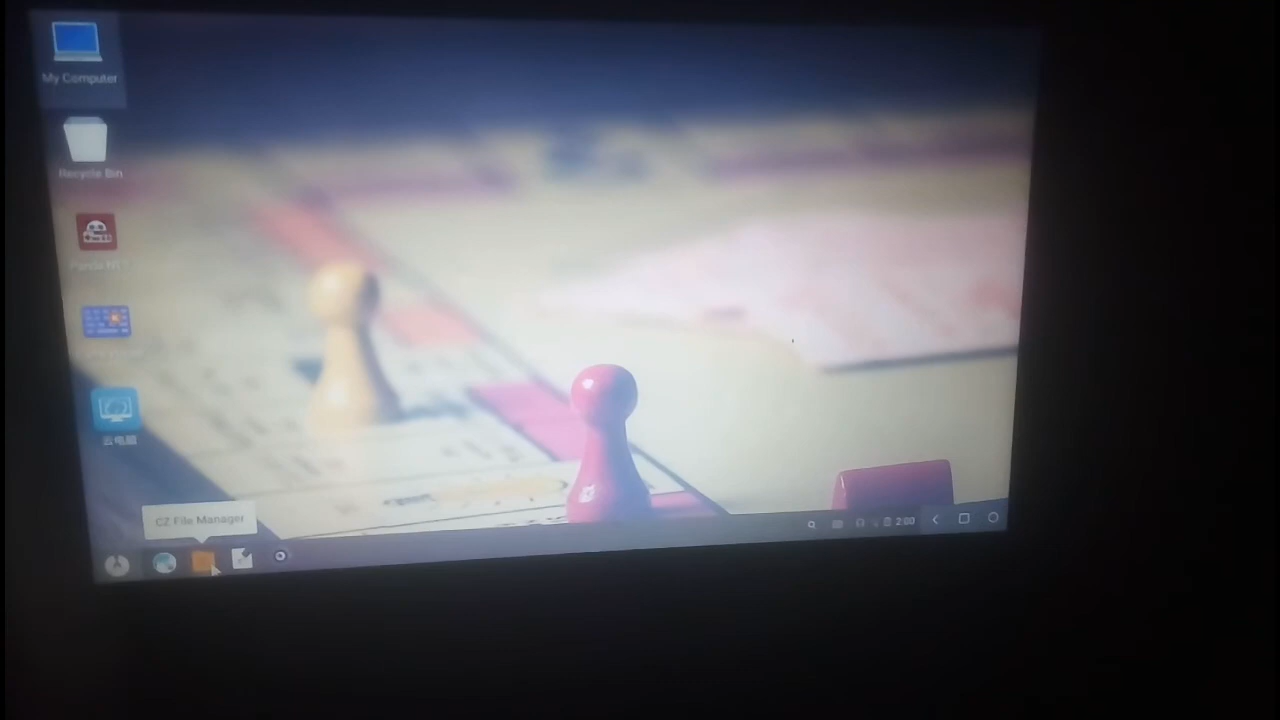 My Computer
Recycle Bin
云电脑
CZ File Manager
2:00